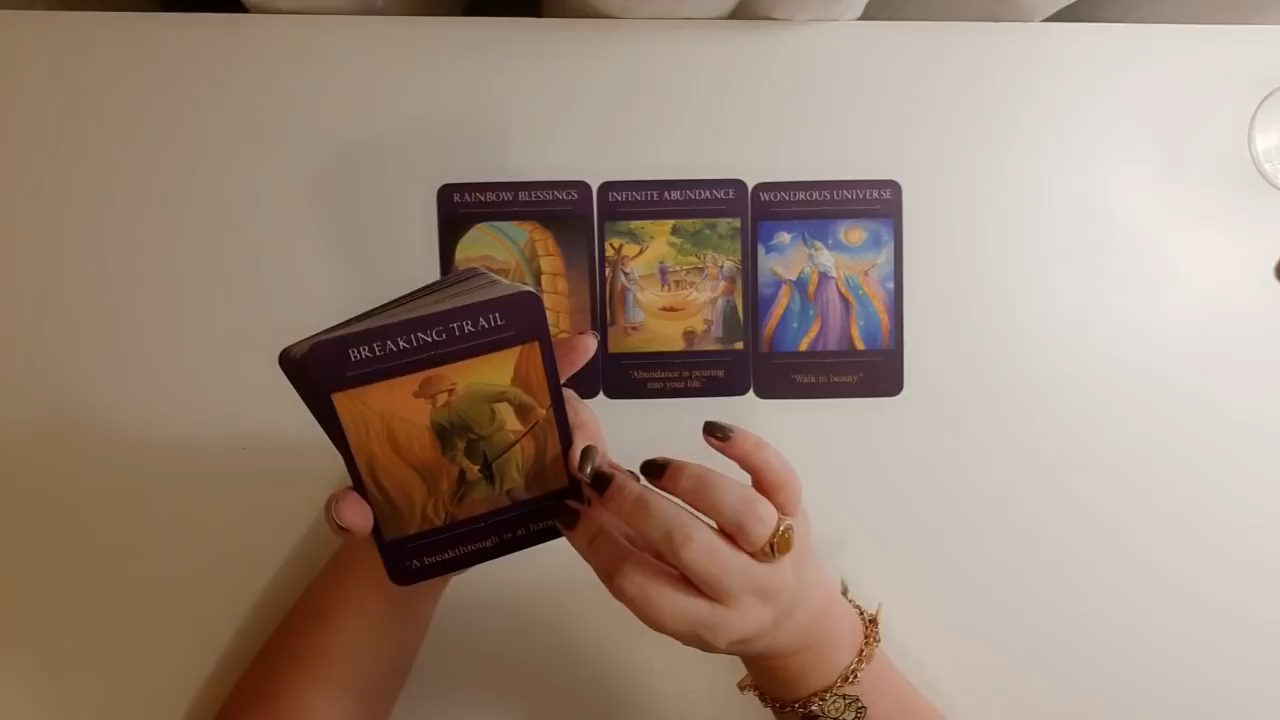 RAINBOW BLESSINGS
INFINITE ABUNDANCE
"Abundance is pouring
into your life."
WONDROUS UNIVERSE
"Walk in beauty."
BREAKING TRAIL
"A breakthrough is at